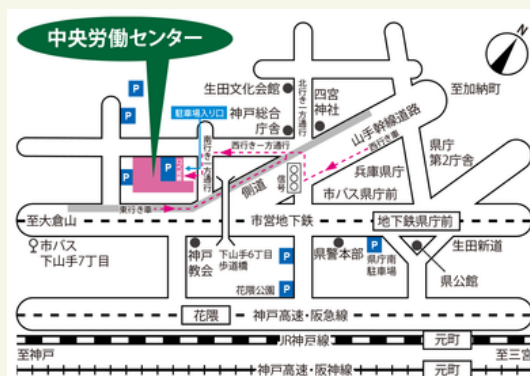 中央労働センター
N
P
P
P
P
駐車場入り口
生田文化会館
神戸総合
庁舎
北行き一方通行
四宮
神社
至加納町
山手幹線道路
西行き車
西行き一方通行
南行き一方通行
側道
信号
兵庫県庁
県庁
第2庁舎
市バス県庁前
東行き車
至大倉山
市営地下鉄
地下鉄県庁前
市バス
下山手7丁目
神戸
教会
下山手6丁目
歩道橋
P
県警本部
P
県庁南
駐車場
生田新道
県公館
花隈公園
P
花隈
神戸高速・阪急線
JR神戸線
元町
至神戸
至三宮
神戸高速・阪神線
元町